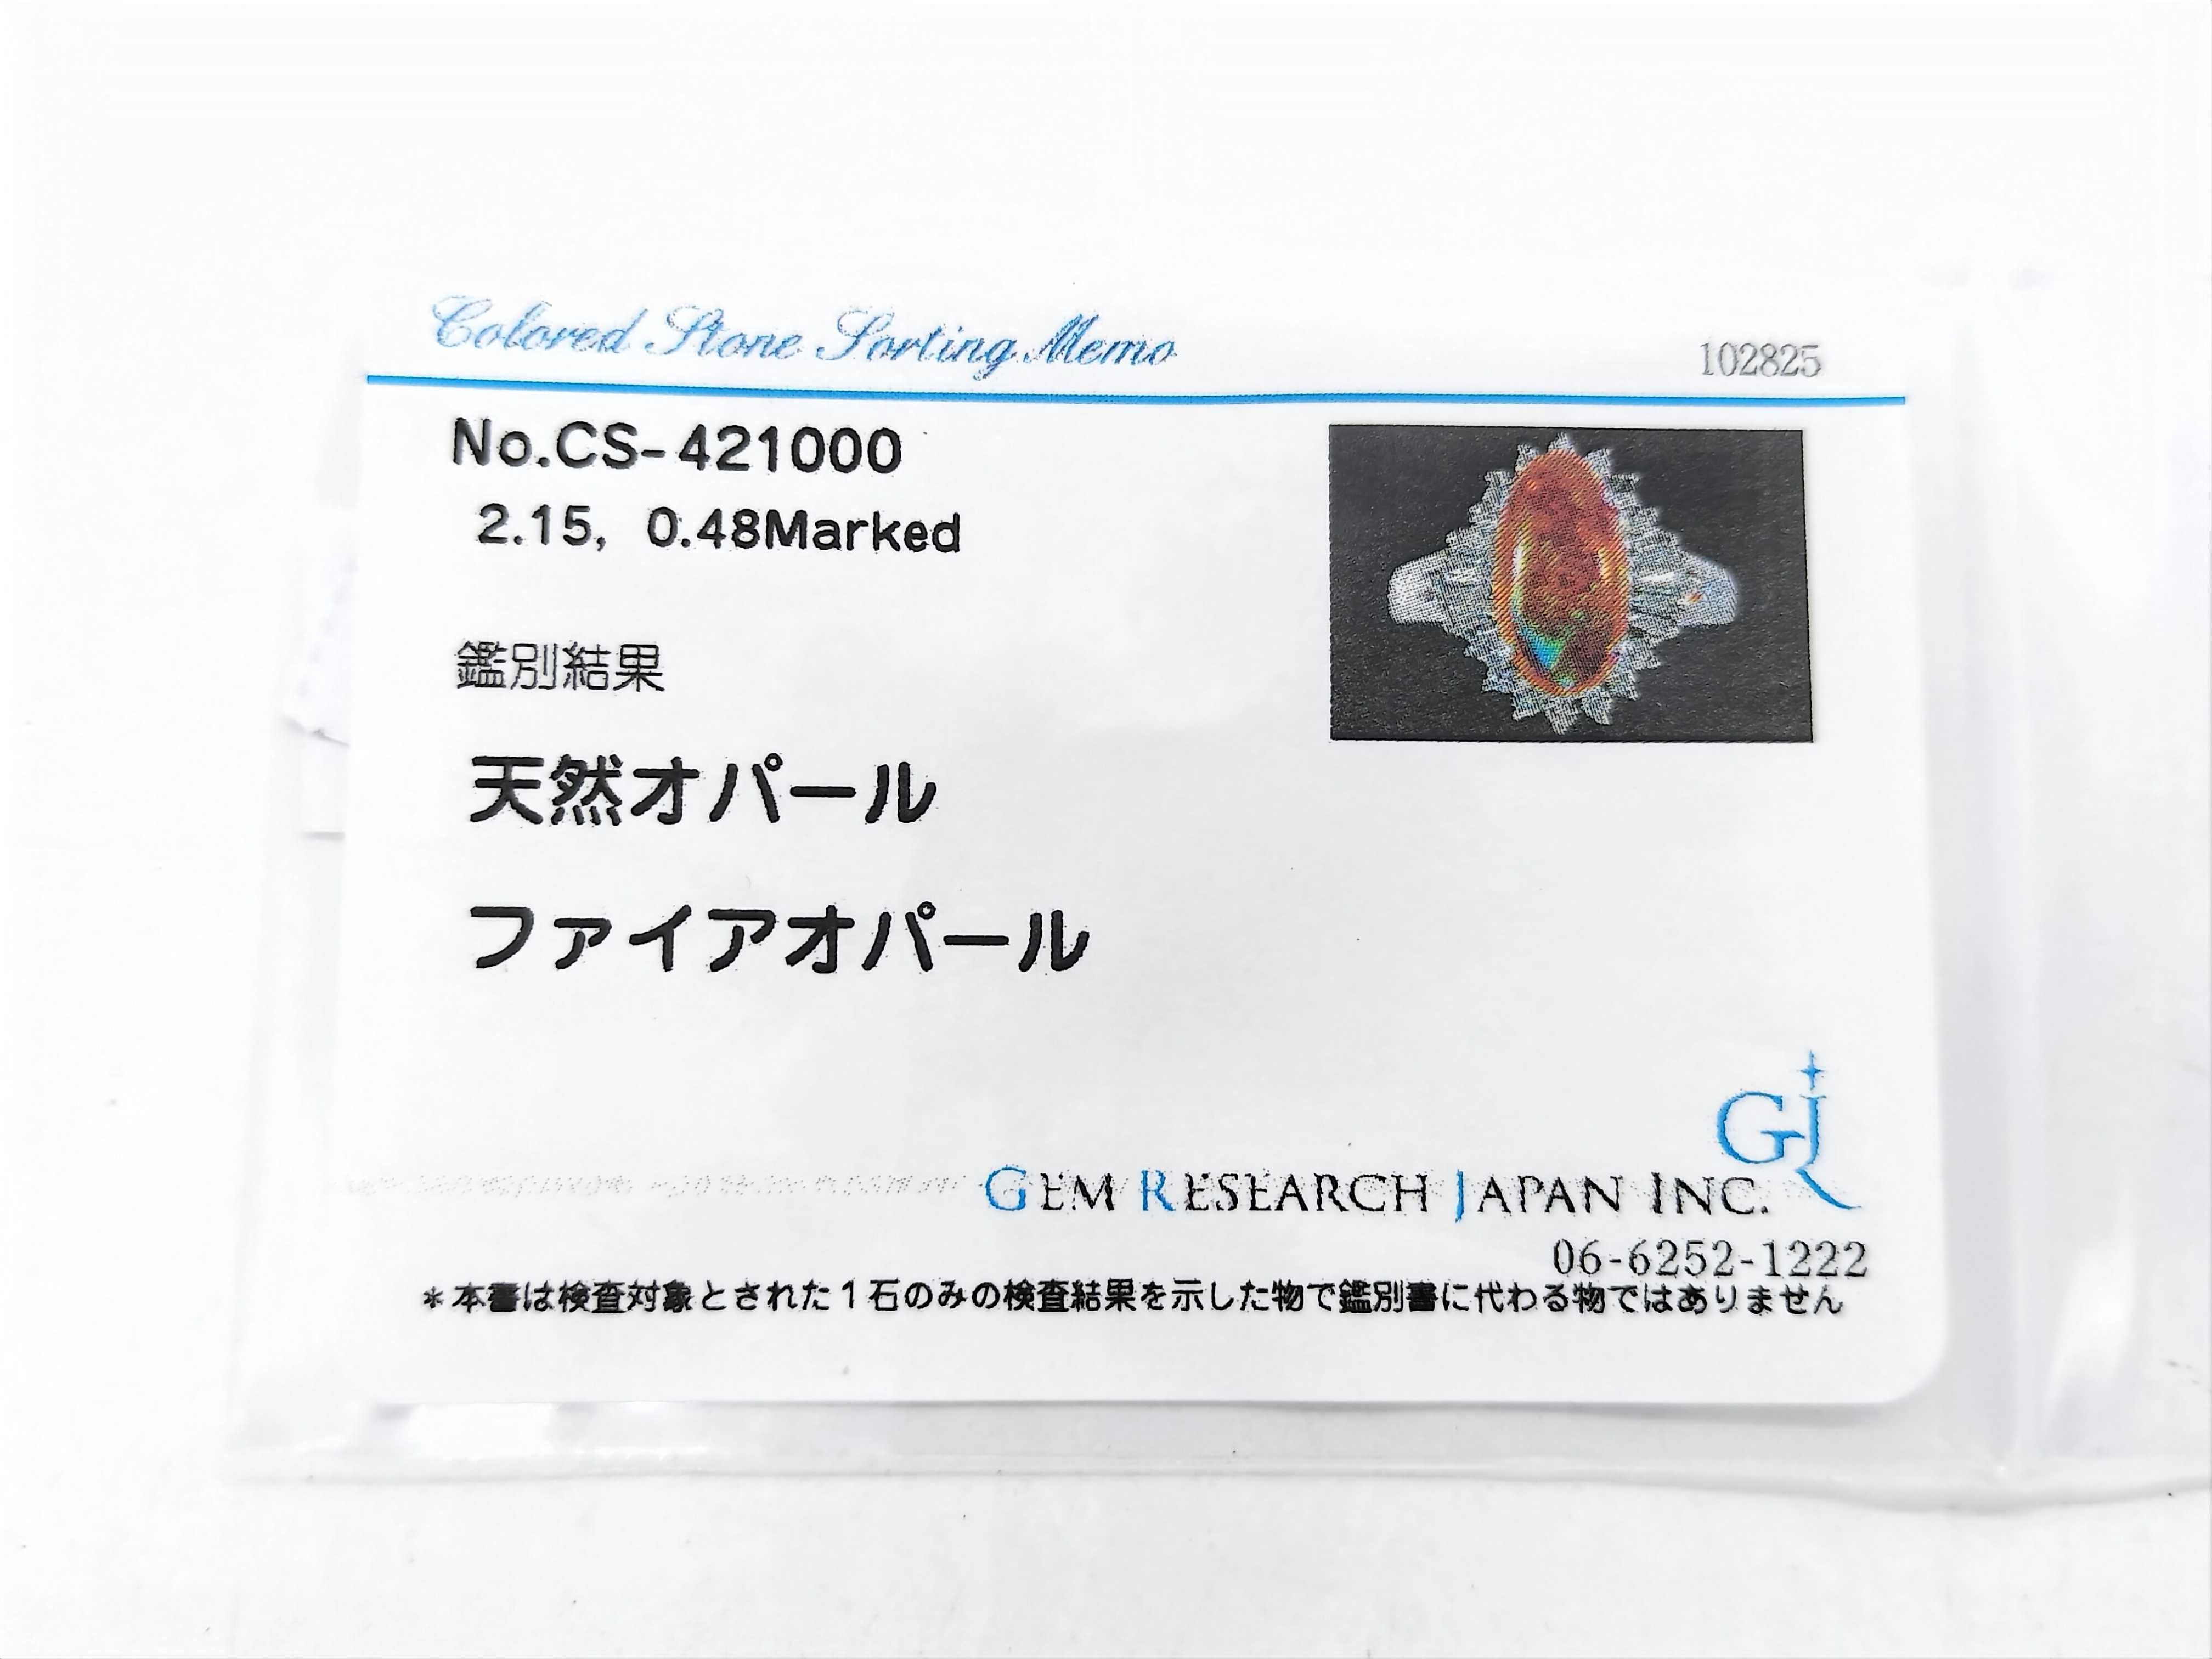 Colored Stone Sorting Memo
102825
No.CS-421000
2.15, 0.48Marked
鑑別結果
天然オパール
ファイアオパール
GJ
GEM RESEARCH JAPAN INC.
06-6252-1222
*本書は検査対象とされた1石のみの検査結果を示した物で鑑別書に代わる物ではありません